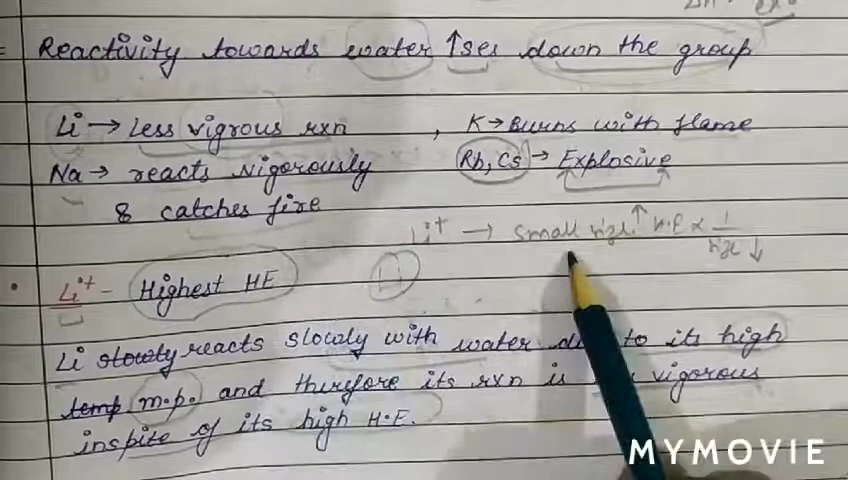 = Reactivity towards water ↑ses down the group
Li → Less vigrous rxn , K → Burns with flame
Na → reacts vigorously (Rb, Cs) → Explosive
& catches fire
Li+ → small size ↑ H.E ∝ 1/size ↓
• Li+ - Highest HE
Li
Li slowly reacts slowly with water to its high
temp m.p. and therefore its rxn is vigorous
inspite of its high H.E.
MYMOVIE